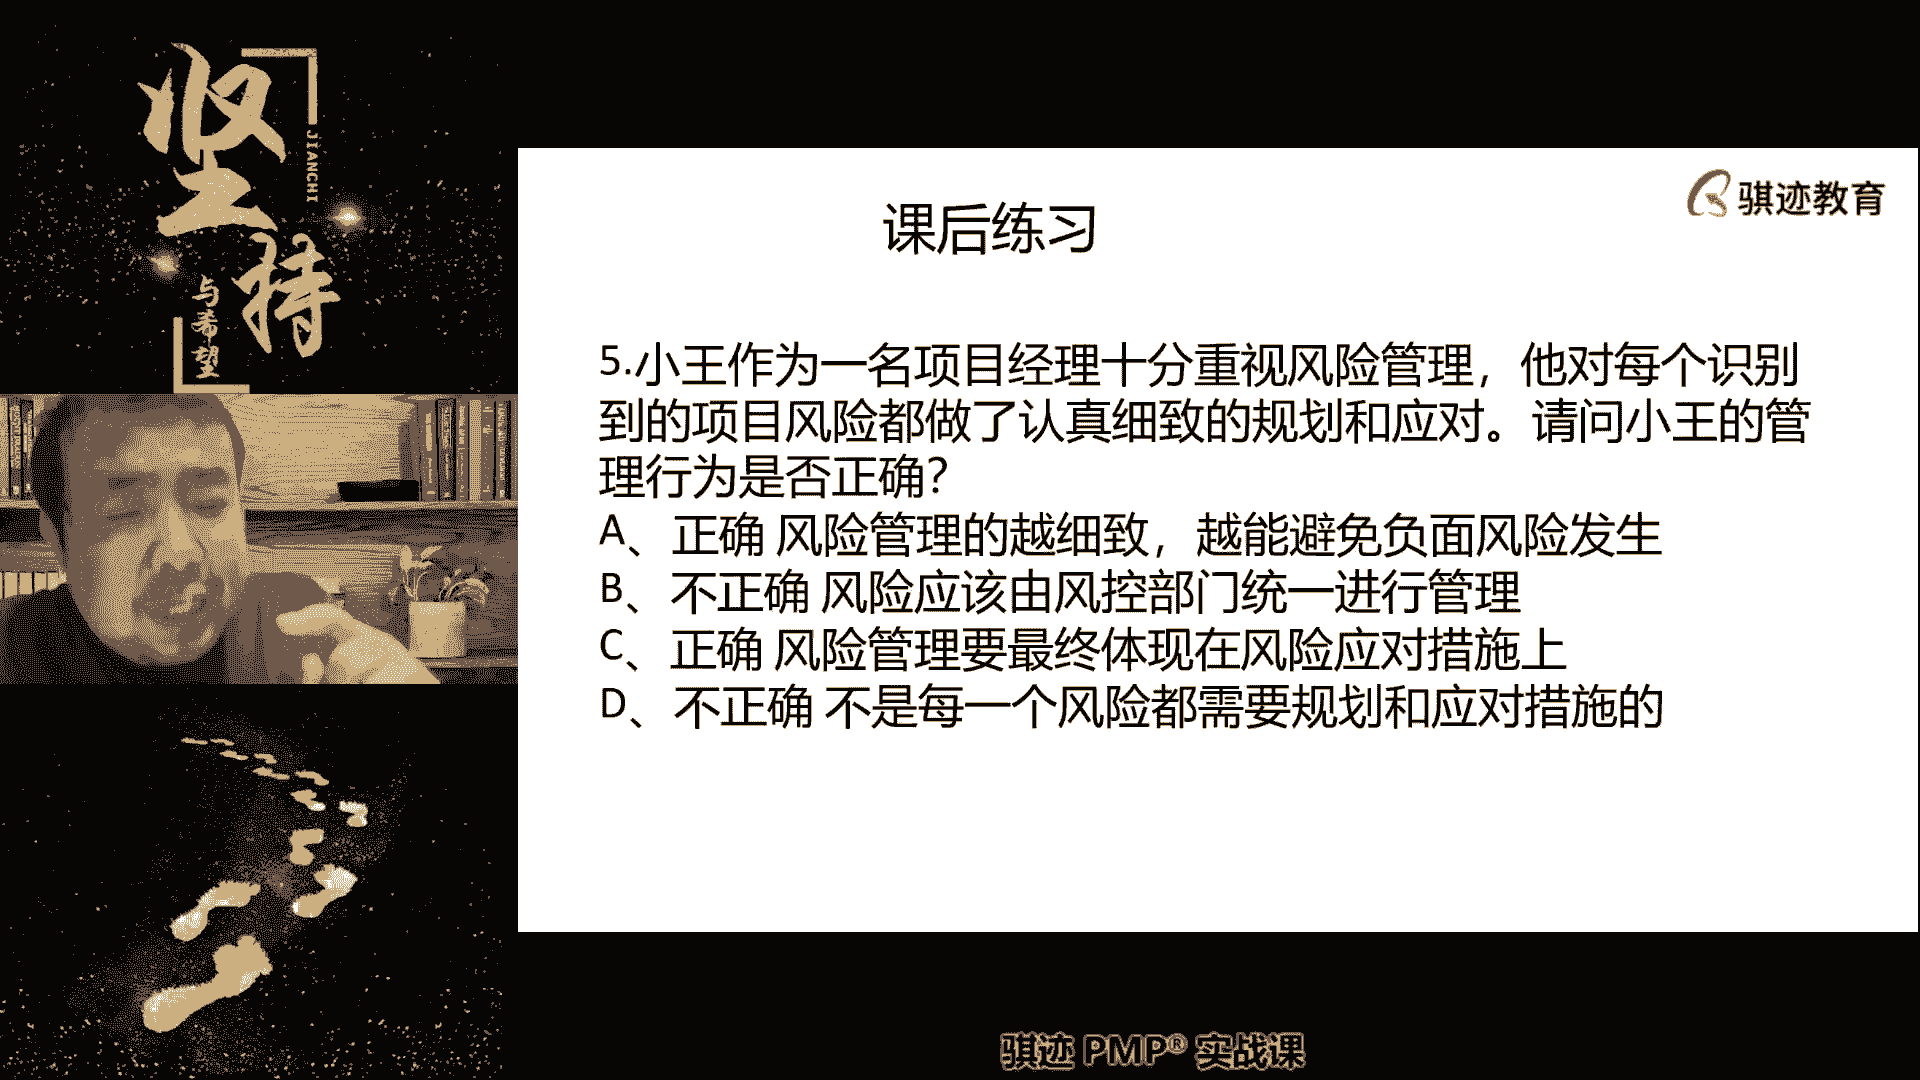 坚持
JIANCHI
与希望
骐迹教育
课后练习
5.小王作为一名项目经理十分重视风险管理，他对每个识别
到的项目风险都做了认真细致的规划和应对。请问小王的管
理行为是否正确？
A、正确 风险管理的越细致，越能避免负面风险发生
B、不正确 风险应该由风控部门统一进行管理
C、正确 风险管理要最终体现在风险应对措施上
D、不正确 不是每一个风险都需要规划和应对措施的
骐迹 PMP® 实战课